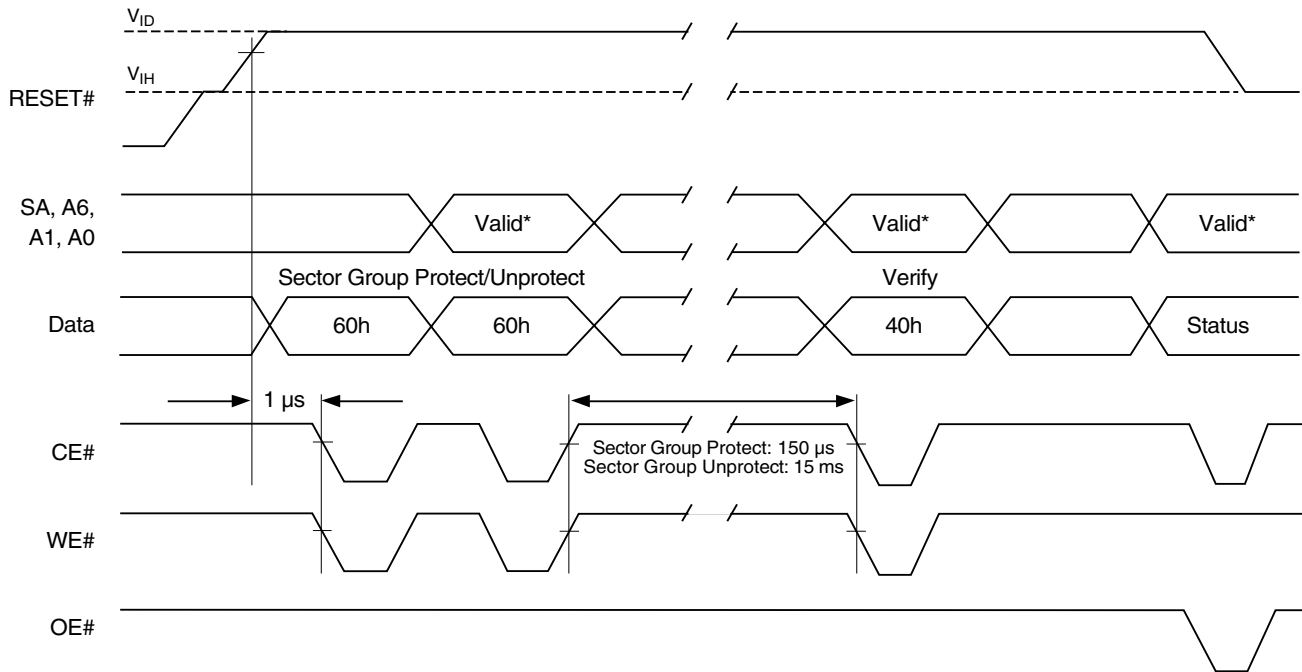 VID
VIH
RESET#
SA, A6,
A1, A0
Valid* Valid* Valid*
Sector Group Protect/Unprotect Verify
Data 60h 60h 40h Status
1 µs
CE#
Sector Group Protect: 150 µs
Sector Group Unprotect: 15 ms
WE#
OE#